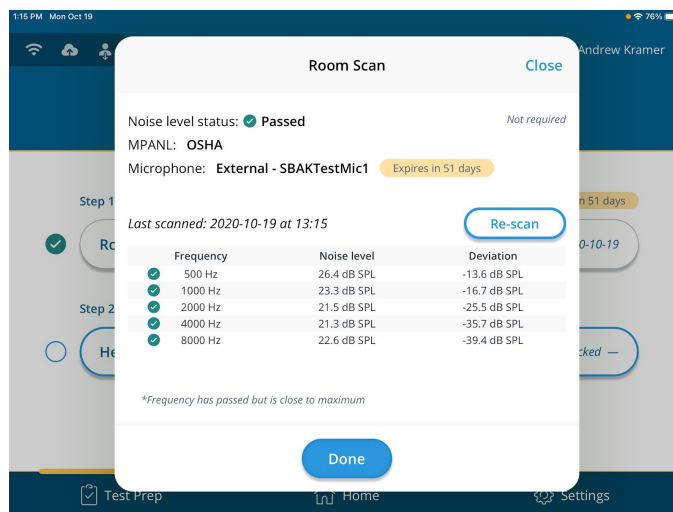 1:15 PM Mon Oct 19
76%
Andrew Kramer
Room Scan
Close
Noise level status: Passed
Not required
MPANL: OSHA
Microphone: External - SBAKTestMic1 Expires in 51 days
Step 1
n 51 days
Last scanned: 2020-10-19 at 13:15
Re-scan
Ro
0-10-19
Frequency Noise level Deviation
500 Hz 26.4 dB SPL -13.6 dB SPL
1000 Hz 23.3 dB SPL -16.7 dB SPL
2000 Hz 21.5 dB SPL -25.5 dB SPL
4000 Hz 21.3 dB SPL -35.7 dB SPL
8000 Hz 22.6 dB SPL -39.4 dB SPL
Step 2
He
cked —
*Frequency has passed but is close to maximum
Done
Test Prep
Home
Settings